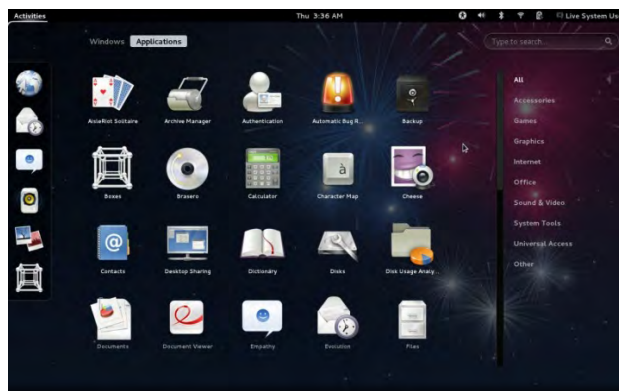 Activities Thu 3:36 AM Live System Us
Windows Applications Type to search...
All
Accessories
Games
Graphics
Internet
Office
Sound & Video
System Tools
Universal Access
Other
AisleRiot Solitaire Archive Manager Authentication Automatic Bug R... Backup
Boxes Brasero Calculator Character Map Cheese
Contacts Desktop Sharing Dictionary Disks Disk Usage Analy...
Documents Document Viewer Empathy Evolution Files
à
@